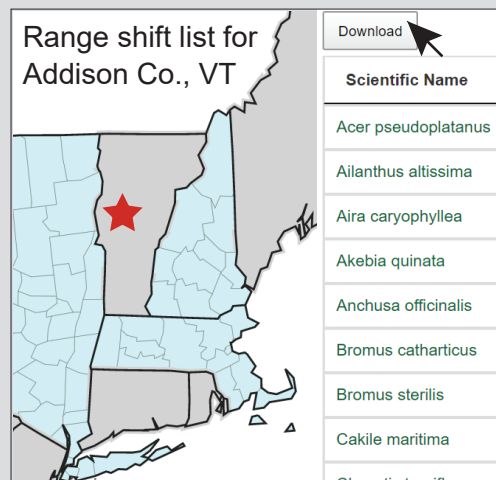 Range shift list for
Addison Co., VT
Download
Scientific Name
Acer pseudoplatanus
Ailanthus altissima
Aira caryophyllea
Akebia quinata
Anchusa officinalis
Bromus catharticus
Bromus sterilis
Cakile maritima